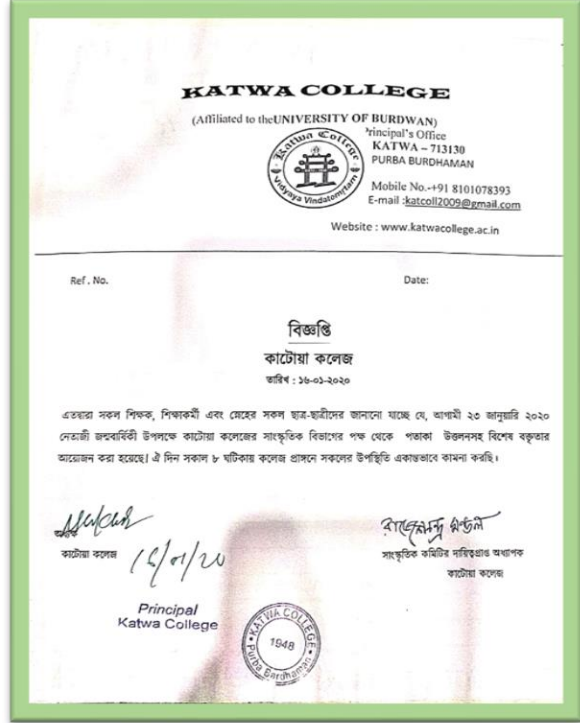 KATWA COLLEGE
(Affiliated to theUNIVERSITY OF BURDWAN)
Principal's Office
KATWA – 713130
PURBA BURDHAMAN
Katwa College
Vidyaya Vindatomritam
Mobile No.-+91 8101078393
E-mail :katcoll2009@gmail.com
Website : www.katwacollege.ac.in
Ref . No. Date:
বিজ্ঞপ্তি
কাটোয়া কলেজ
তারিখ : ১৬-০১-২০২০
এতদ্বারা সকল শিক্ষক, শিক্ষাকর্মী এবং স্নেহের সকল ছাত্র-ছাত্রীদের জানানো যাচ্ছে যে, আগামী ২৩ জানুয়ারি ২০২০
নেতাজী জন্মবার্ষিকী উপলক্ষে কাটোয়া কলেজের সাংস্কৃতিক বিভাগের পক্ষ থেকে পতাকা উত্তলনসহ বিশেষ বক্তৃতার
আয়োজন করা হয়েছে। ঐ দিন সকাল ৮ ঘটিকায় কলেজ প্রাঙ্গনে সকলের উপস্থিতি একান্তভাবে কামনা করছি।
অধ্যক্ষ
কাটোয়া কলেজ
16/01/20
মণ্ডল
সাংস্কৃতিক কমিটির দায়িত্বপ্রাপ্ত অধ্যাপক
কাটোয়া কলেজ
Principal
Katwa College
KATWA COLLEGE
1948
Purba Bardhaman